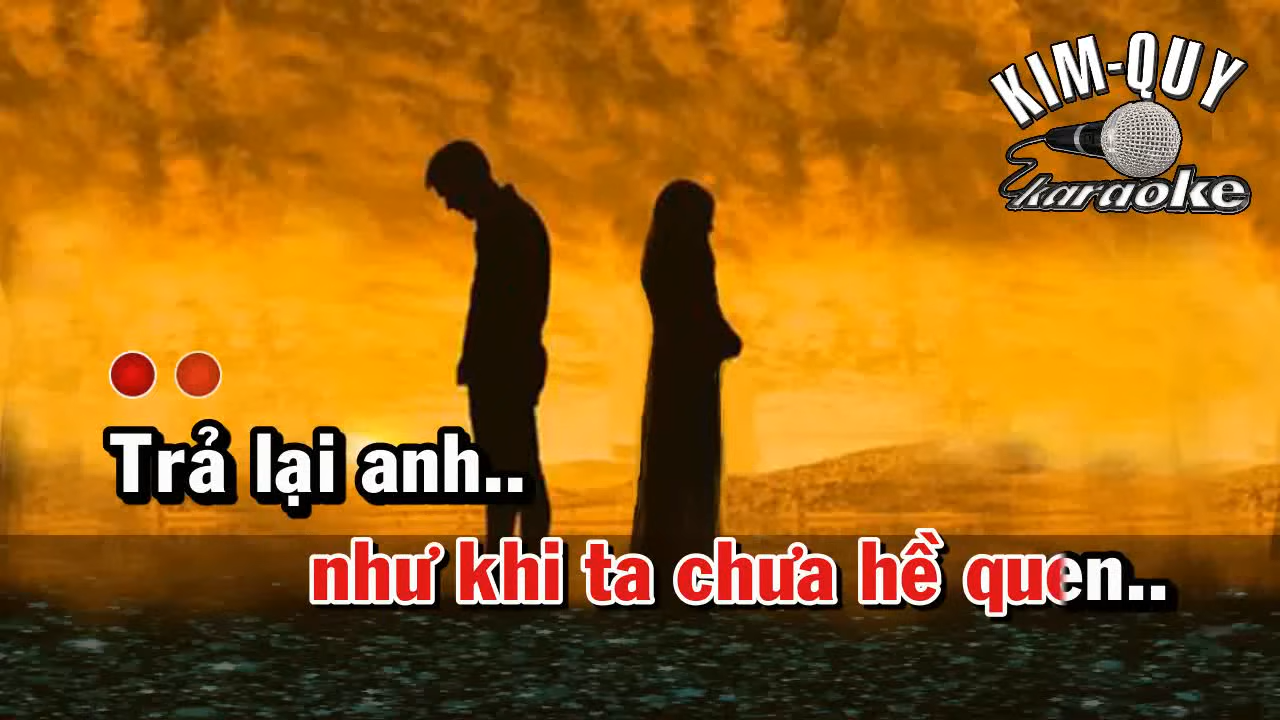 KIM-QUY
karaoke
Trả lại anh..
như khi ta chưa hề quen..